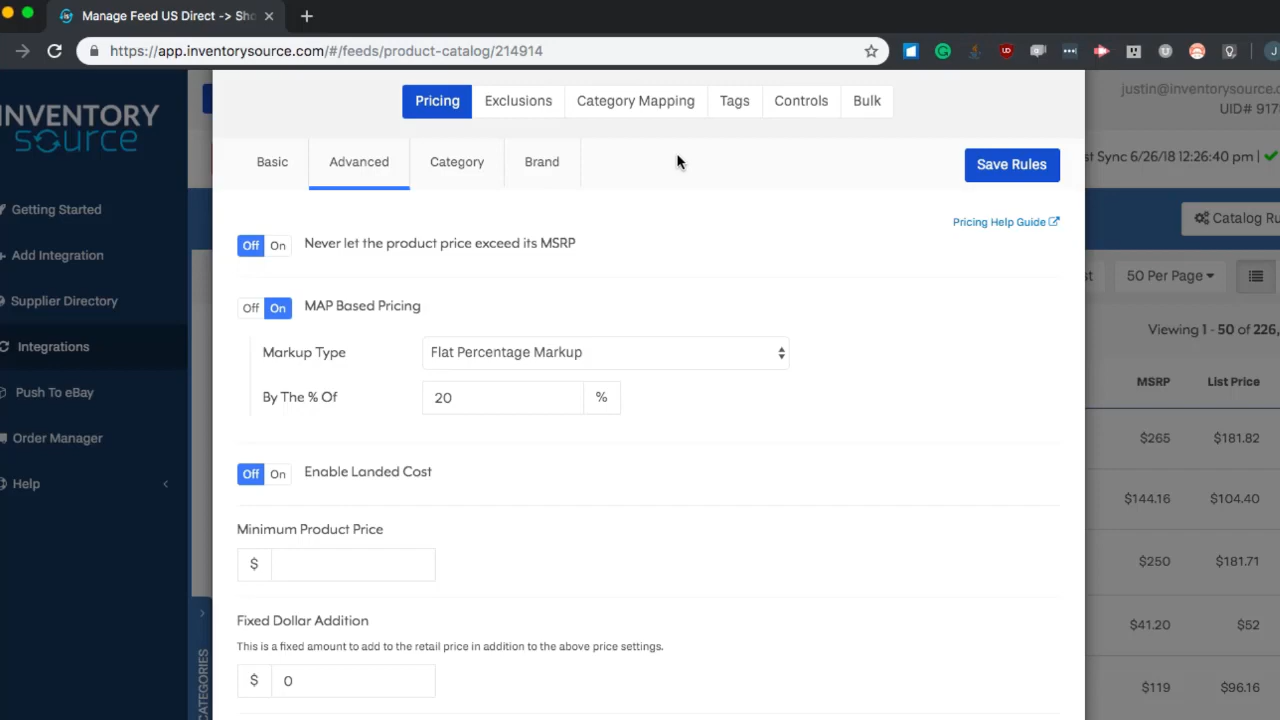 Manage Feed US Direct -> Sho
https://app.inventorysource.com/#/feeds/product-catalog/214914
INVENTORY
source
Getting Started
Add Integration
Supplier Directory
Integrations
Push To eBay
Order Manager
Help
CATEGORIES
Pricing Exclusions Category Mapping Tags Controls Bulk
Basic Advanced Category Brand
Save Rules
Pricing Help Guide
Off On Never let the product price exceed its MSRP
Off On MAP Based Pricing
Markup Type Flat Percentage Markup
By The % Of 20 %
Off On Enable Landed Cost
Minimum Product Price
$
Fixed Dollar Addition
This is a fixed amount to add to the retail price in addition to the above price settings.
$ 0
justin@inventorysource.c
UID# 917
st Sync 6/26/18 12:26:40 pm |
Catalog Ru
st 50 Per Page
Viewing 1 - 50 of 226,
MSRP List Price
$265 $181.82
$144.16 $104.40
$250 $181.71
$41.20 $52
$119 $96.16